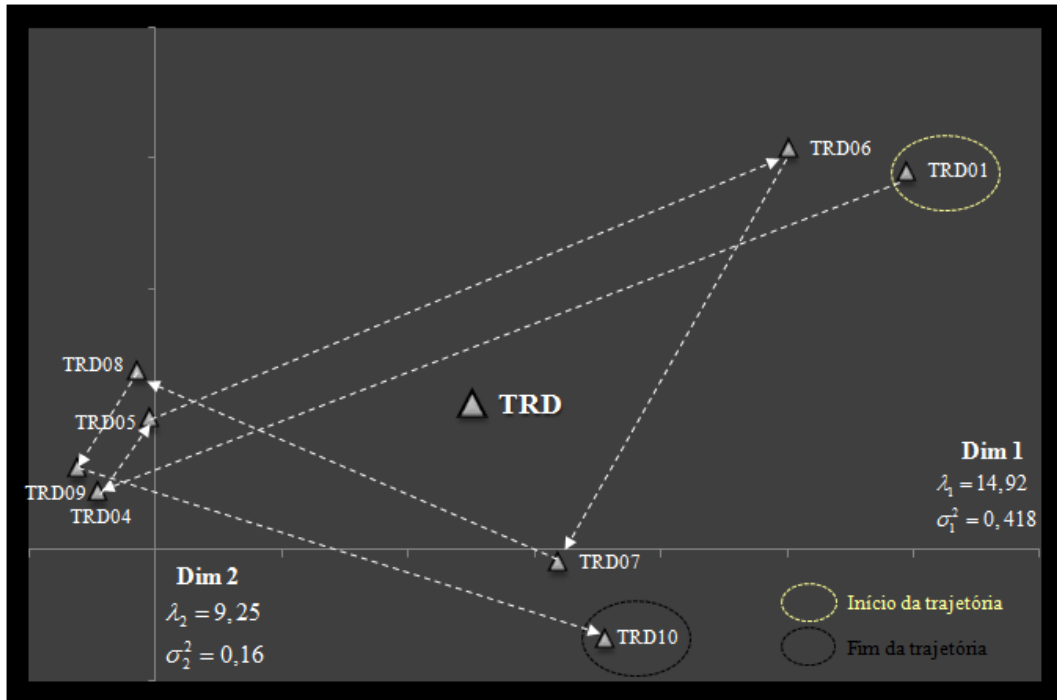 TRD06
TRD01
TRD08
TRD
TRD05
Dim 1
λ₁ = 14,92
TRD09
TRD04
σ₁² = 0,418
TRD07
Dim 2
λ₂ = 9,25
Início da trajetória
TRD10
σ₂² = 0,16
Fim da trajetória